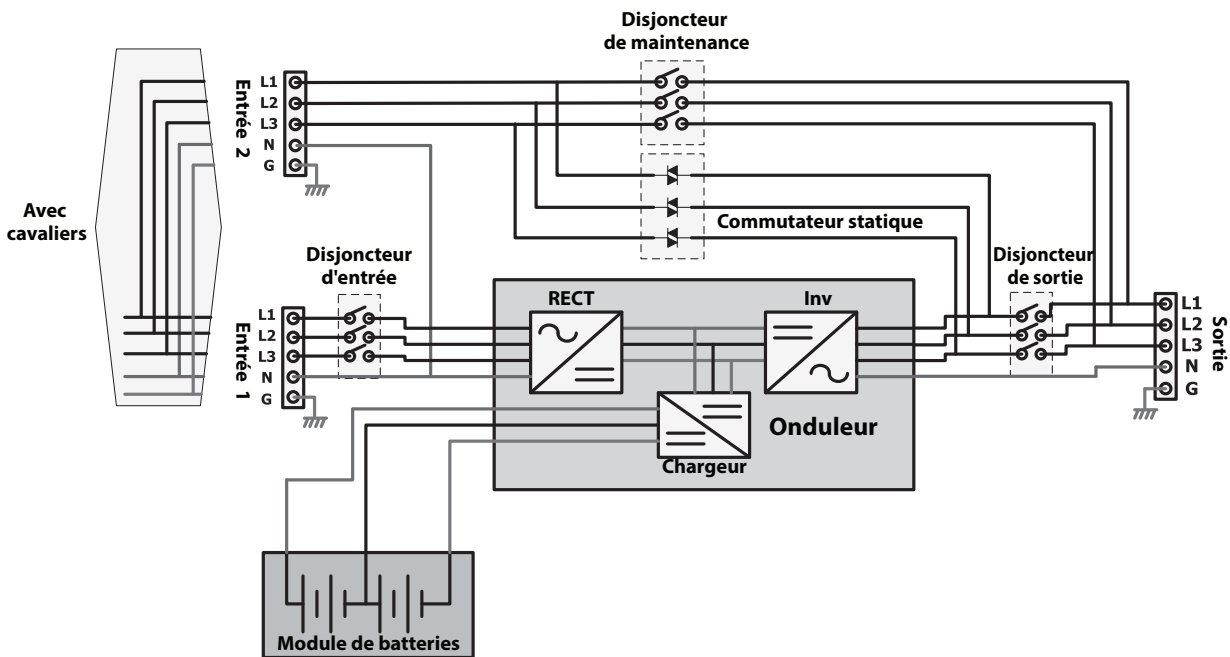 Disjoncteur
de maintenance
Avec
cavaliers
Entrée 2
L1
L2
L3
N
G
Commutateur statique
Disjoncteur
d'entrée
Disjoncteur
de sortie
Entrée 1
L1
L2
L3
N
G
RECT
Inv
Onduleur
Chargeur
L1
L2
L3
N
G
Sortie
Module de batteries